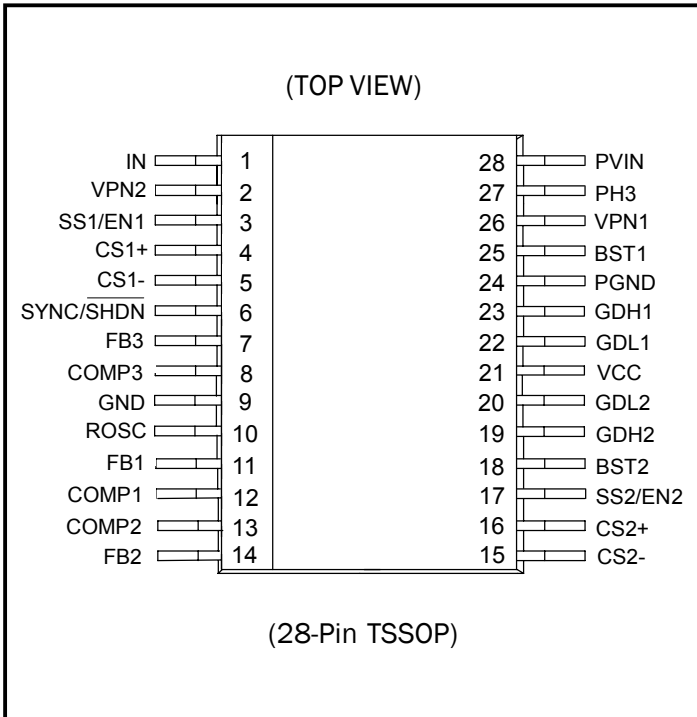 (TOP VIEW)
IN 1 28 PVIN
VPN2 2 27 PH3
SS1/EN1 3 26 VPN1
CS1+ 4 25 BST1
CS1- 5 24 PGND
SYNC/SHDN 6 23 GDH1
FB3 7 22 GDL1
COMP3 8 21 VCC
GND 9 20 GDL2
ROSC 10 19 GDH2
FB1 11 18 BST2
COMP1 12 17 SS2/EN2
COMP2 13 16 CS2+
FB2 14 15 CS2-
(28-Pin TSSOP)